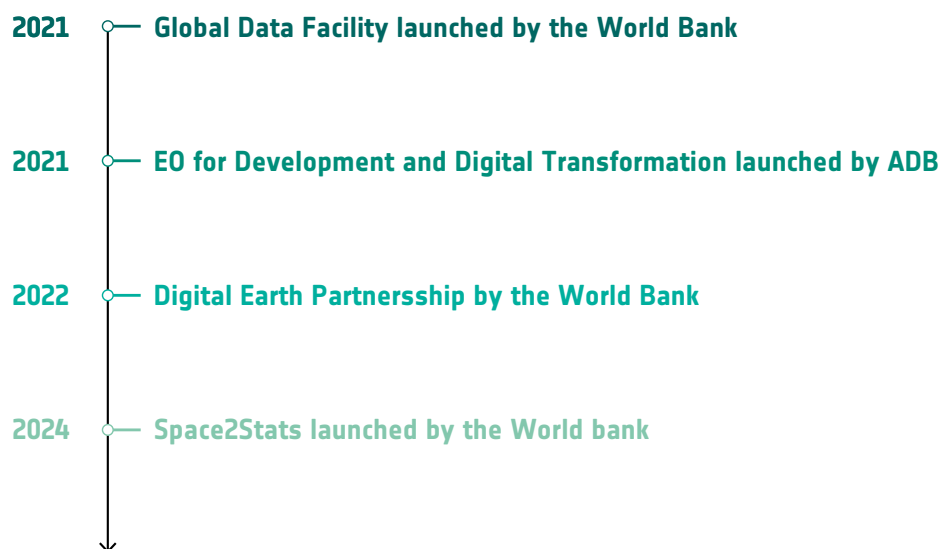 2021 Global Data Facility launched by the World Bank
2021 EO for Development and Digital Transformation launched by ADB
2022 Digital Earth Partnersship by the World Bank
2024 Space2Stats launched by the World bank